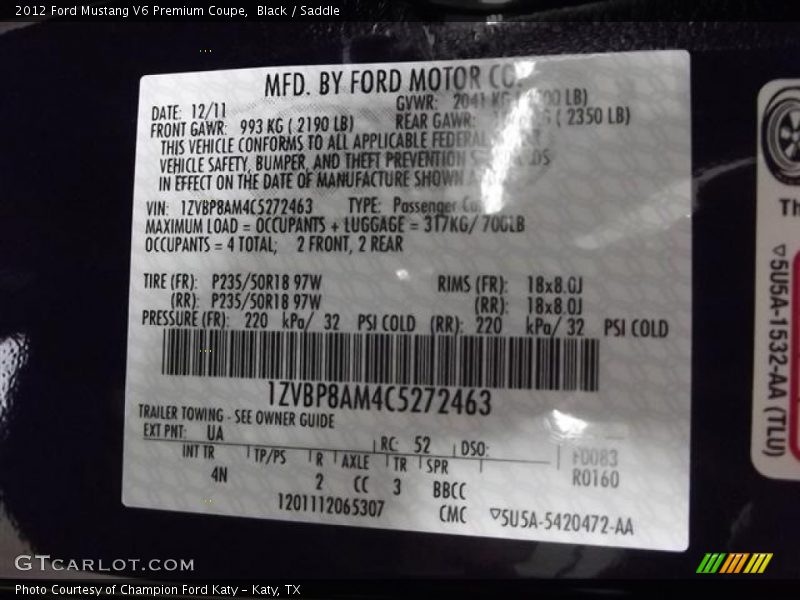 2012 Ford Mustang V6 Premium Coupe, Black / Saddle
MFD. BY FORD MOTOR CO.
DATE: 12/11 GVWR: 2041 KG LB)
FRONT GAWR: 993 KG ( 2190 LB) REAR GAWR: ( 2350 LB)
THIS VEHICLE CONFORMS TO ALL APPLICABLE FEDERAL
VEHICLE SAFETY, BUMPER, AND THEFT PREVENTION
IN EFFECT ON THE DATE OF MANUFACTURE SHOWN
VIN: 1ZVBP8AM4C5272463 TYPE: Passenger
MAXIMUM LOAD = OCCUPANTS + LUGGAGE = 317KG/ 700LB
OCCUPANTS = 4 TOTAL; 2 FRONT, 2 REAR
TIRE (FR): P235/50R18 97W RIMS (FR): 18x8.0J
(RR): P235/50R18 97W (RR): 18x8.0J
PRESSURE (FR): 220 kPa/ 32 PSI COLD (RR): 220 kPa/ 32 PSI COLD
1ZVBP8AM4C5272463
TRAILER TOWING - SEE OWNER GUIDE
EXT PNT: UA RC: 52 DSO:
INT TR TP/PS R AXLE TR SPR F0083
4N 2 CC 3 BBCC R0160
1201112065307 CMC ▽5U5A-5420472-AA
Th
▽5U5A-1532-AA (TLU)
GTCARLOT.COM
Photo Courtesy of Champion Ford Katy - Katy, TX